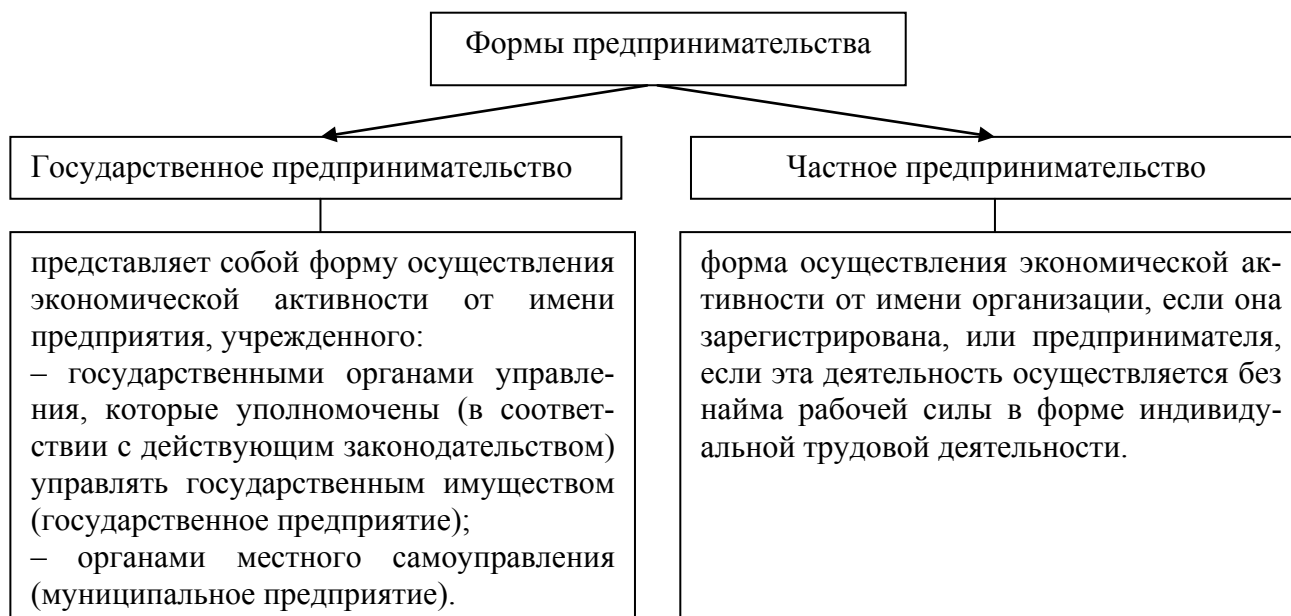 Формы предпринимательства
Государственное предпринимательство
представляет собой форму осуществления
экономической активности от имени
предприятия, учрежденного:
– государственными органами управле-
ния, которые уполномочены (в соответ-
ствии с действующим законодательством)
управлять государственным имуществом
(государственное предприятие);
– органами местного самоуправления
(муниципальное предприятие).
Частное предпринимательство
форма осуществления экономической ак-
тивности от имени организации, если она
зарегистрирована, или предпринимателя,
если эта деятельность осуществляется без
найма рабочей силы в форме индивиду-
альной трудовой деятельности.